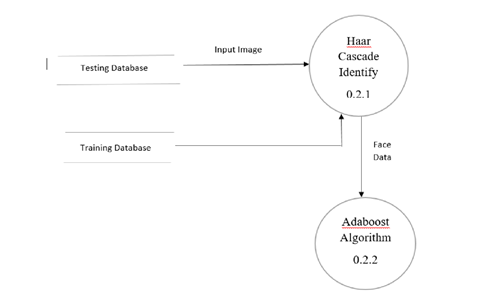 Input Image
Testing Database
Haar
Cascade
Identify
0.2.1
Training Database
Face
Data
Adaboost
Algorithm
0.2.2